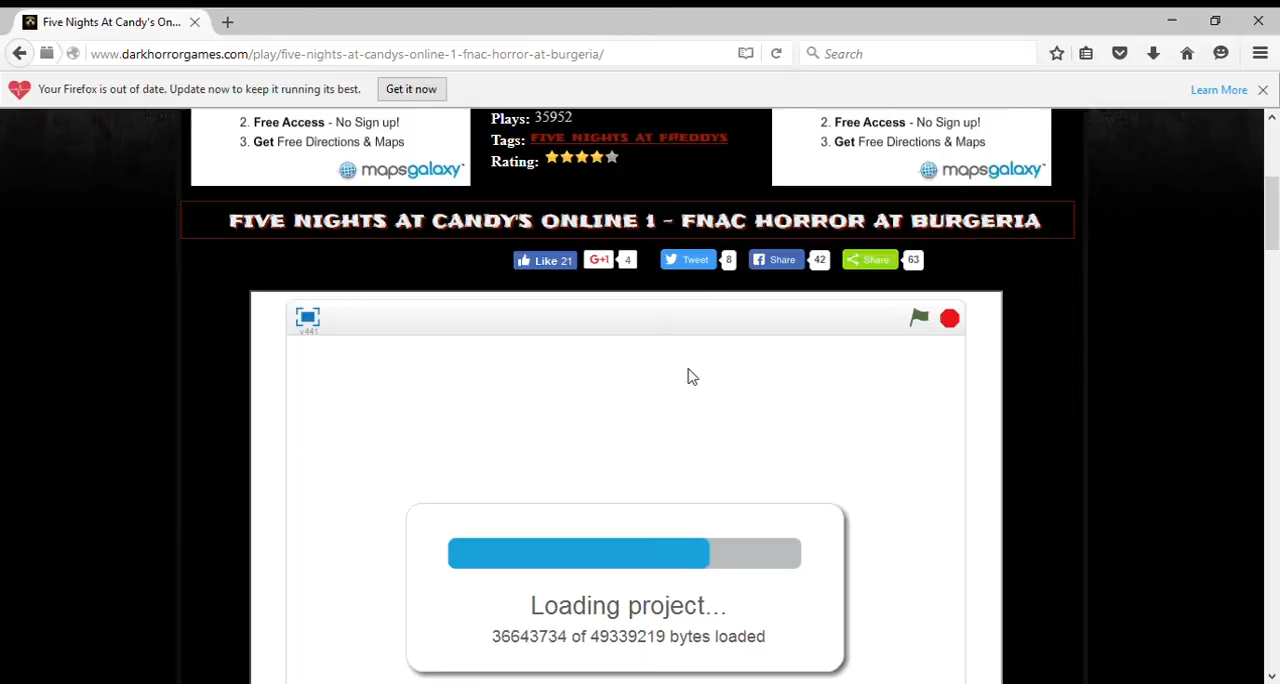 Five Nights At Candy's On...
www.darkhorrorgames.com/play/five-nights-at-candys-online-1-fnac-horror-at-burgeria/
Search
Your Firefox is out of date. Update now to keep it running its best.
Get it now
Learn More
2. Free Access - No Sign up!
3. Get Free Directions & Maps
mapsgalaxy™
Plays: 35952
Tags: FIVE NIGHTS AT FREDDYS
Rating:
2. Free Access - No Sign up!
3. Get Free Directions & Maps
mapsgalaxy™
FIVE NIGHTS AT CANDY'S ONLINE 1 - FNAC HORROR AT BURGERIA
Like 21
G+1 4
Tweet 8
Share 42
Share 63
v441
Loading project...
36643734 of 49339219 bytes loaded